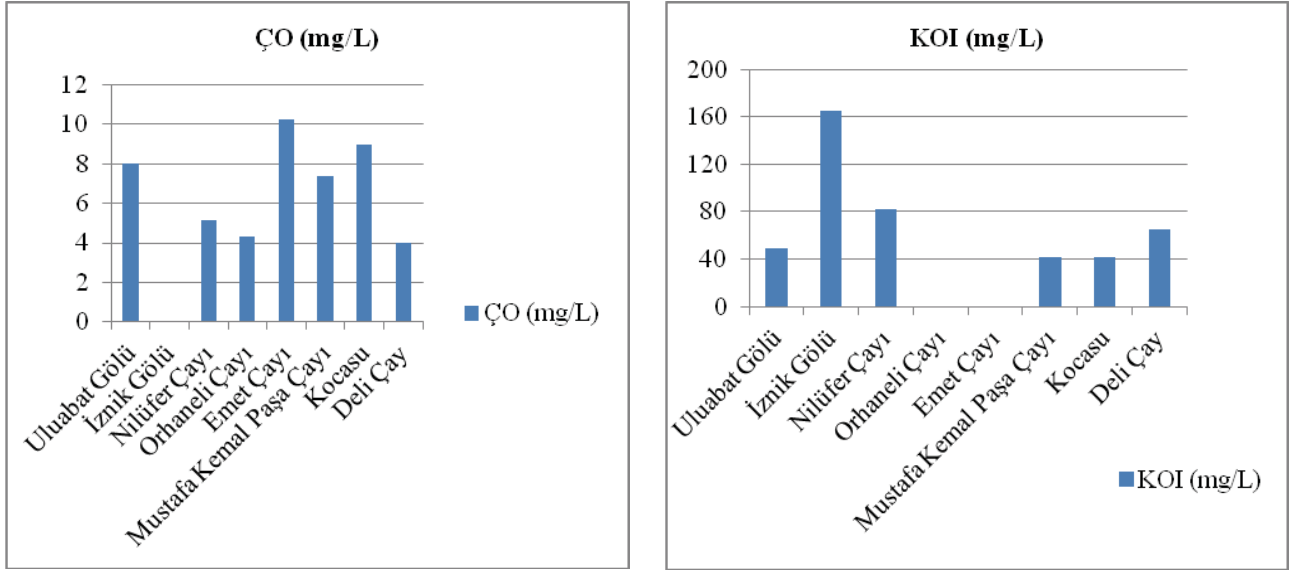 ÇO (mg/L)
12
10
8
6
4
2
0
Uluabat Gölü
İznik Gölü
Nilüfer Çayı
Orhaneli Çayı
Emet Çayı
Mustafa Kemal Paşa Çayı
Kocasu
Deli Çay
ÇO (mg/L)
KOI (mg/L)
200
160
120
80
40
0
Uluabat Gölü
İznik Gölü
Nilüfer Çayı
Orhaneli Çayı
Emet Çayı
Mustafa Kemal Paşa Çayı
Kocasu
Deli Çay
KOI (mg/L)